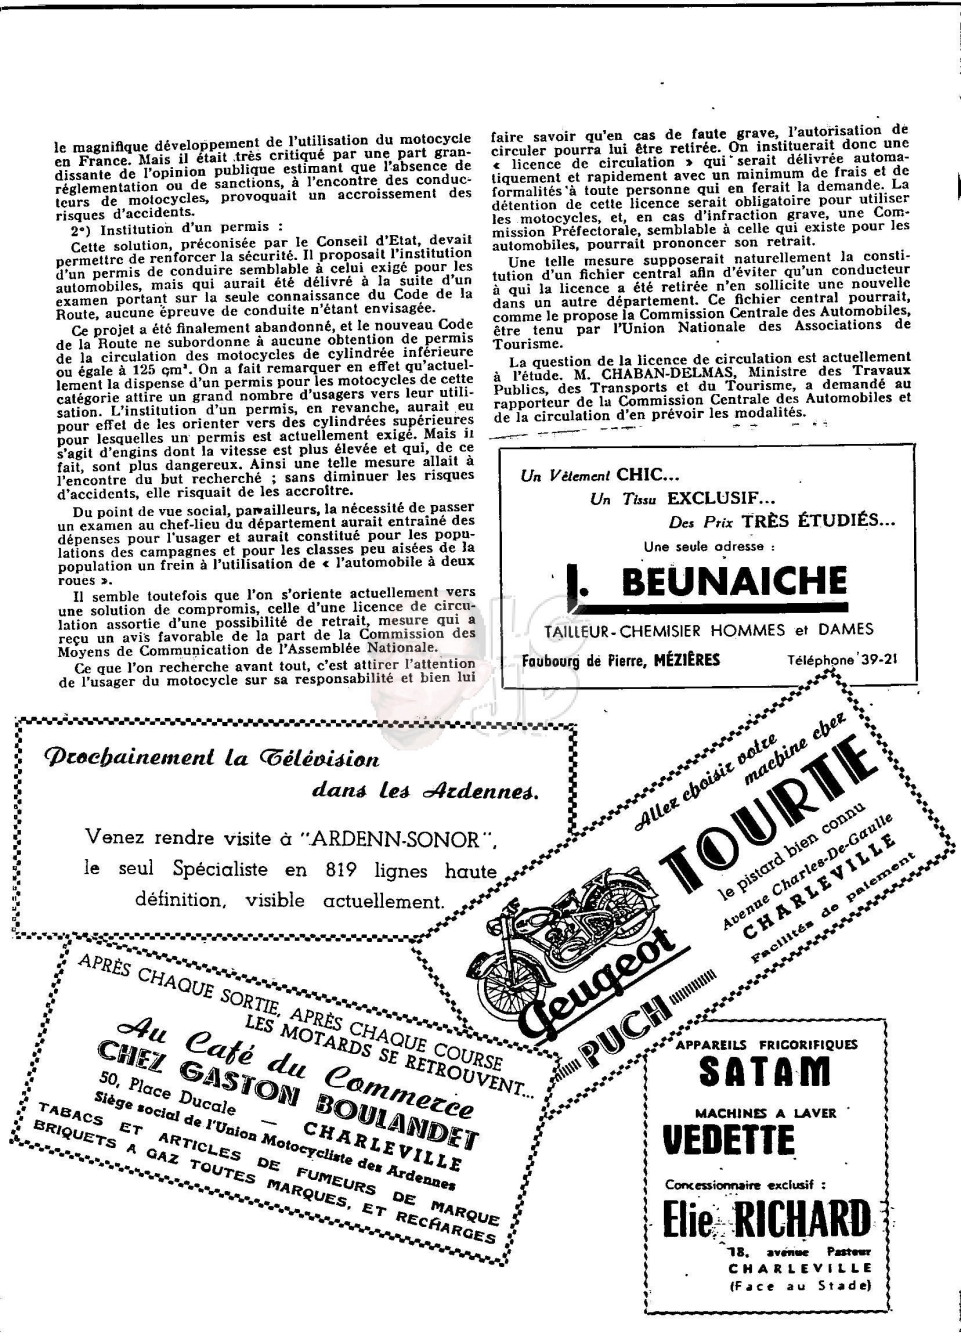 le magnifique développement de l'utilisation du motocycle
en France. Mais il était très critiqué par une part gran-
dissante de l'opinion publique estimant que l'absence de
réglementation ou de sanctions, à l'encontre des conduc-
teurs de motocycles, provoquait un accroissement des
risques d'accidents.
2°) Institution d'un permis :
Cette solution, préconisée par le Conseil d'Etat, devait
permettre de renforcer la sécurité. Il proposait l'institution
d'un permis de conduire semblable à celui exigé pour les
automobiles, mais qui aurait été délivré à la suite d'un
examen portant sur la seule connaissance du Code de la
Route, aucune épreuve de conduite n'étant envisagée.
Ce projet a été finalement abandonné, et le nouveau Code
de la Route ne subordonne à aucune obtention de permis
de la circulation des motocycles de cylindrée inférieure
ou égale à 125 cm³. On a fait remarquer en effet qu'actuel-
lement la dispense d'un permis pour les motocycles de cette
catégorie attire un grand nombre d'usagers vers leur utili-
sation. L'institution d'un permis, en revanche, aurait eu
pour effet de les orienter vers des cylindrées supérieures
pour lesquelles un permis est actuellement exigé. Mais il
s'agit d'engins dont la vitesse est plus élevée et qui, de ce
fait, sont plus dangereux. Ainsi une telle mesure allait à
l'encontre du but recherché ; sans diminuer les risques
d'accidents, elle risquait de les accroître.
Du point de vue social, par ailleurs, la nécessité de passer
un examen au chef-lieu du département aurait entraîné des
dépenses pour l'usager et aurait constitué pour les popu-
lations des campagnes et pour les classes peu aisées de la
population un frein à l'utilisation de « l'automobile à deux
roues ».
Il semble toutefois que l'on s'oriente actuellement vers
une solution de compromis, celle d'une licence de circu-
lation assortie d'une possibilité de retrait, mesure qui a
reçu un avis favorable de la part de la Commission des
Moyens de Communication de l'Assemblée Nationale.
Ce que l'on recherche avant tout, c'est attirer l'attention
de l'usager du motocycle sur sa responsabilité et bien lui
faire savoir qu'en cas de faute grave, l'autorisation de
circuler pourra lui être retirée. On instituerait donc une
« licence de circulation » qui serait délivrée automa-
tiquement et rapidement avec un minimum de frais et de
formalités à toute personne qui en ferait la demande. La
détention de cette licence serait obligatoire pour utiliser
les motocycles, et, en cas d'infraction grave, une Com-
mission Préfectorale, semblable à celle qui existe pour les
automobiles, pourrait prononcer son retrait.
Une telle mesure supposerait naturellement la consti-
tution d'un fichier central afin d'éviter qu'un conducteur
à qui la licence a été retirée n'en sollicite une nouvelle
dans un autre département. Ce fichier central pourrait,
comme le propose la Commission Centrale des Automobiles,
être tenu par l'Union Nationale des Associations de
Tourisme.
La question de la licence de circulation est actuellement
à l'étude. M. CHABAN-DELMAS, Ministre des Travaux
Publics, des Transports et du Tourisme, a demandé au
rapporteur de la Commission Centrale des Automobiles et
de la circulation d'en prévoir les modalités.
Un Vêtement CHIC...
Un Tissu EXCLUSIF...
Des Prix TRÈS ÉTUDIÉS...
Une seule adresse :
J. BEUNAICHE
TAILLEUR-CHEMISIER HOMMES et DAMES
Faubourg de Pierre, MÉZIÈRES Téléphone 39-21
Prochainement la Télévision
dans les Ardennes.
Venez rendre visite à "ARDENN-SONOR",
le seul Spécialiste en 819 lignes haute
définition, visible actuellement.
Allez choisir votre
machine chez
TOURTE
le pistard bien connu
Avenue Charles-De-Gaulle
CHARLEVILLE
Facilités de paiement
Peugeot
PUCH
APRÈS CHAQUE SORTIE, APRÈS CHAQUE COURSE
LES MOTARDS SE RETROUVENT...
Au Café du Commerce
CHEZ GASTON BOULANDET
50, Place Ducale — CHARLEVILLE
Siège social de l'Union Motocycliste des Ardennes
TABACS ET ARTICLES DE FUMEURS DE MARQUE
BRIQUETS A GAZ TOUTES MARQUES, ET RECHARGES
APPAREILS FRIGORIFIQUES
SATAM
MACHINES A LAVER
VEDETTE
Concessionnaire exclusif :
Elie RICHARD
18, avenue Pasteur
CHARLEVILLE
(Face au Stade)